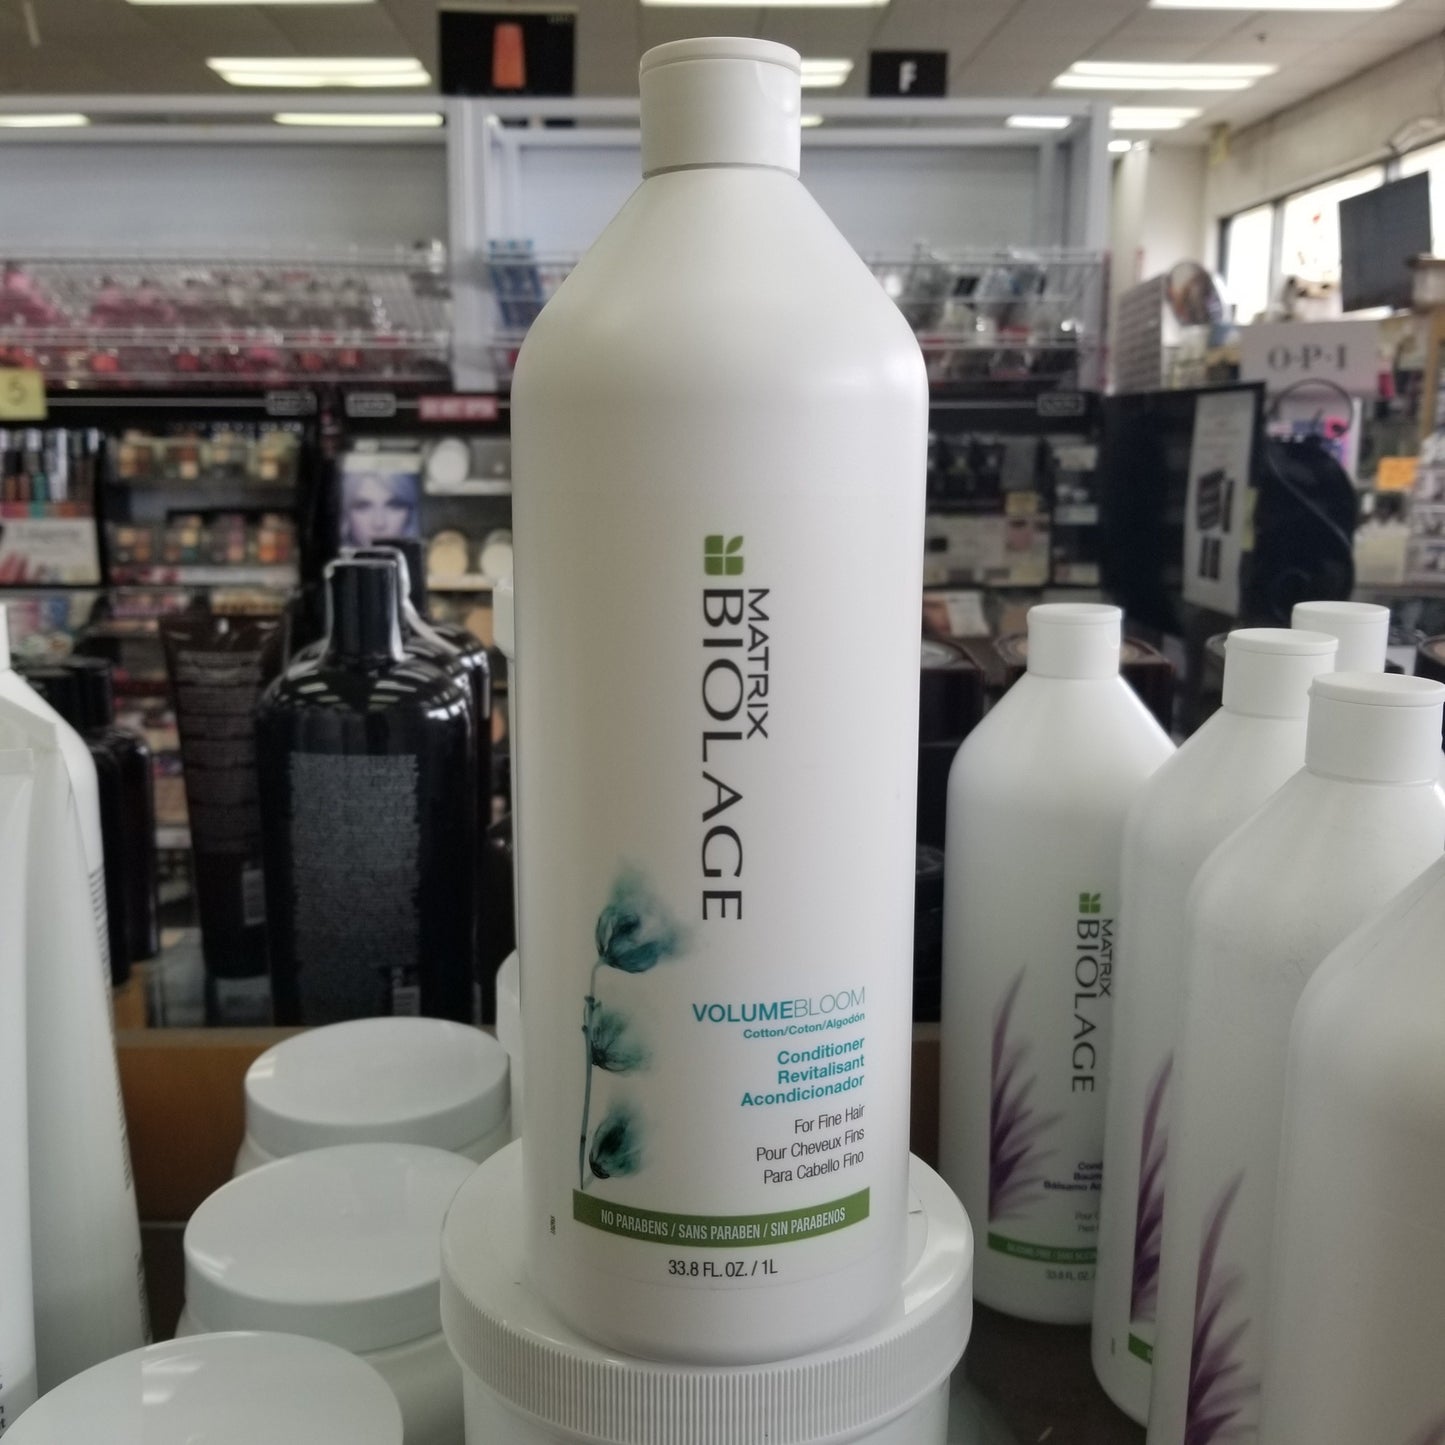 F
5
O·P·I
MATRIX
BIOLAGE
VOLUMEBLOOM
Cotton/Coton/Algodón
Conditioner
Revitalisant
Acondicionador
For Fine Hair
Pour Cheveux Fins
Para Cabello Fino
NO PARABENS / SANS PARABEN / SIN PARABENOS
33.8 FL. OZ. / 1L
MATRIX
BIOLAGE